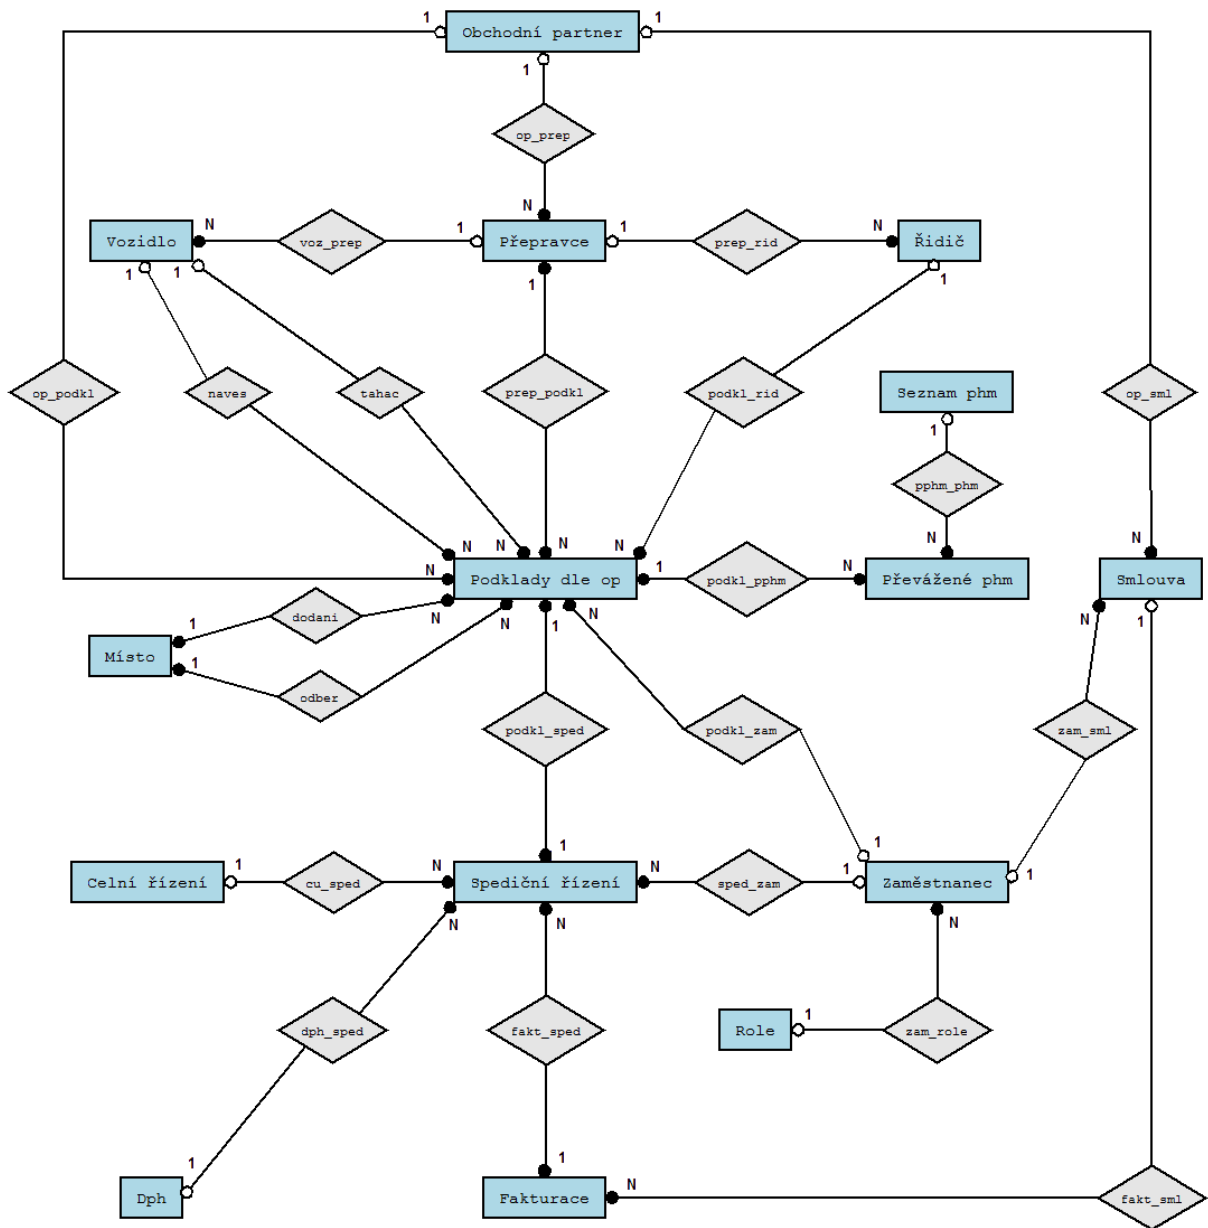 1 Obchodní partner 1
1
op_prep
N
N 1 1 N
Vozidlo voz_prep Přepravce prep_rid Řidič
1 1 1 1
op_podkl naves tahac prep_podkl podkl_rid Seznam phm op_sml
1
pphm_phm
N N N N N N N
N Podklady dle op 1 podkl_pphm N Převážené phm Smlouva
dodani N N 1 N N 1
1
Místo 1
odber
podkl_sped podkl_zam zam_sml
1 1 1
Celní řízení 1 cu_sped N Spediční řízení N sped_zam 1 Zaměstnanec
N N N
dph_sped fakt_sped Role 1 zam_role
1 1
Dph Fakturace N fakt_sml